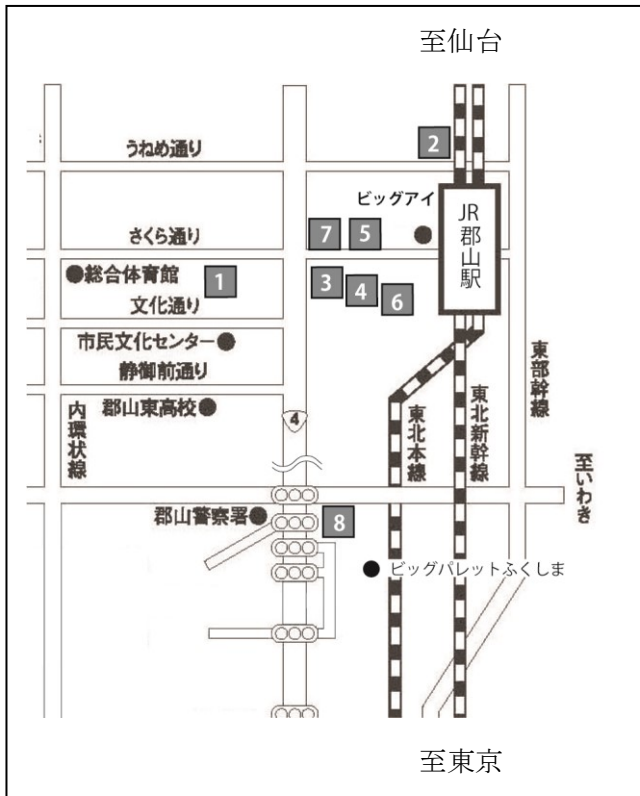 至仙台
2
うねめ通り
ビッグアイ
JR郡山駅
さくら通り
7
5
総合体育館
1
3
4
6
文化通り
市民文化センター
静御前通り
東部幹線
内環状線
郡山東高校
4
東北本線
東北新幹線
至いわき
郡山警察署
8
ビッグパレットふくしま
至東京